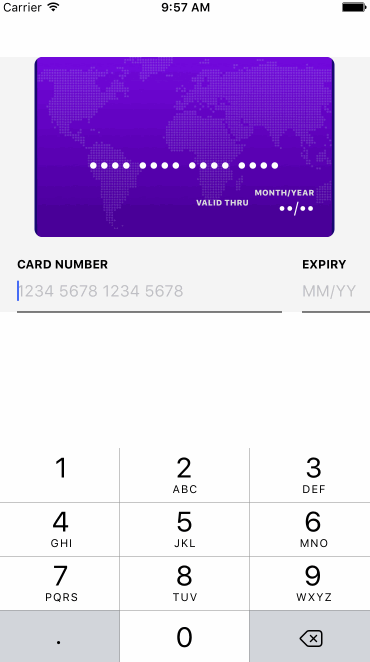 Carrier 9:57 AM
•••• •••• •••• ••••
MONTH/YEAR
VALID THRU ••/••
CARD NUMBER EXPIRY
1234 5678 1234 5678 MM/YY
1 2 3
ABC DEF
4 5 6
GHI JKL MNO
7 8 9
PQRS TUV WXYZ
. 0